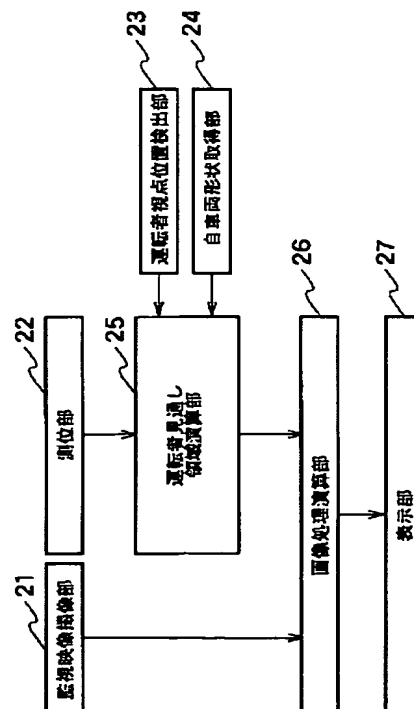 21
監視映像撮像部
22
測位部
23
運転者視点位置検出部
24
自車両形状取得部
25
運転者見通し
領域演算部
26
画像処理演算部
27
表示部